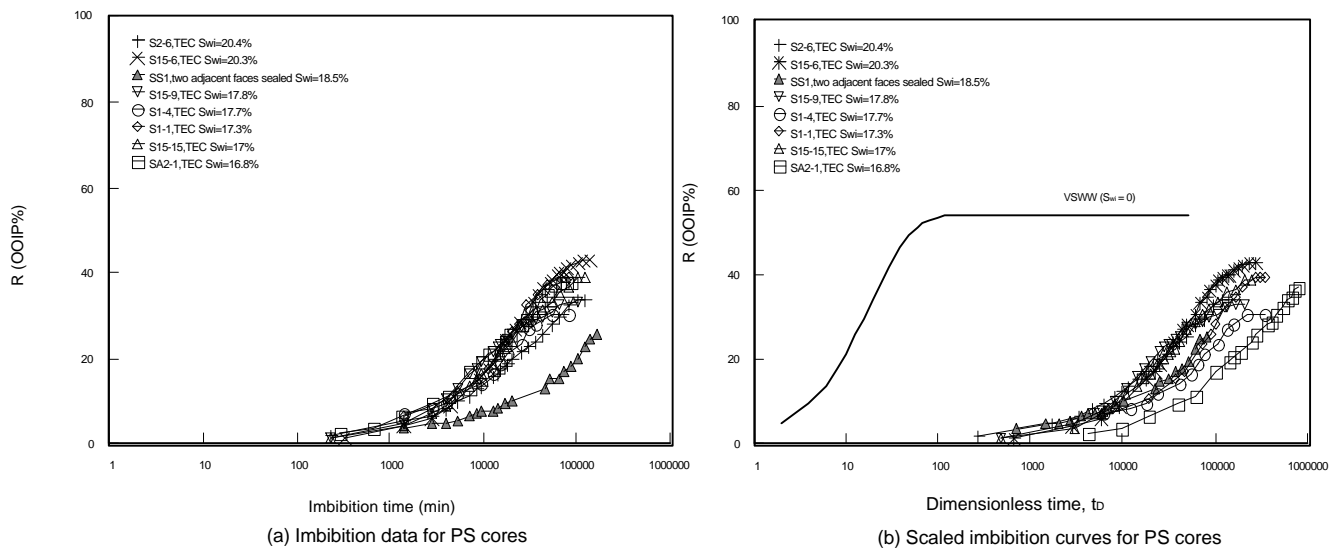 100
80
60
40
20
0
R (OOIP%)
S2-6,TEC Swi=20.4%
S15-6,TEC Swi=20.3%
SS1,two adjacent faces sealed Swi=18.5%
S15-9,TEC Swi=17.8%
S1-4,TEC Swi=17.7%
S1-1,TEC Swi=17.3%
S15-15,TEC Swi=17%
SA2-1,TEC Swi=16.8%
1 10 100 1000 10000 100000 1000000
Imbibition time (min)
(a) Imbibition data for PS cores
100
80
60
40
20
0
R (OOIP%)
S2-6,TEC Swi=20.4%
S15-6,TEC Swi=20.3%
SS1,two adjacent faces sealed Swi=18.5%
S15-9,TEC Swi=17.8%
S1-4,TEC Swi=17.7%
S1-1,TEC Swi=17.3%
S15-15,TEC Swi=17%
SA2-1,TEC Swi=16.8%
VSWW (Swi = 0)
1 10 100 1000 10000 100000 1000000
Dimensionless time, tD
(b) Scaled imbibition curves for PS cores